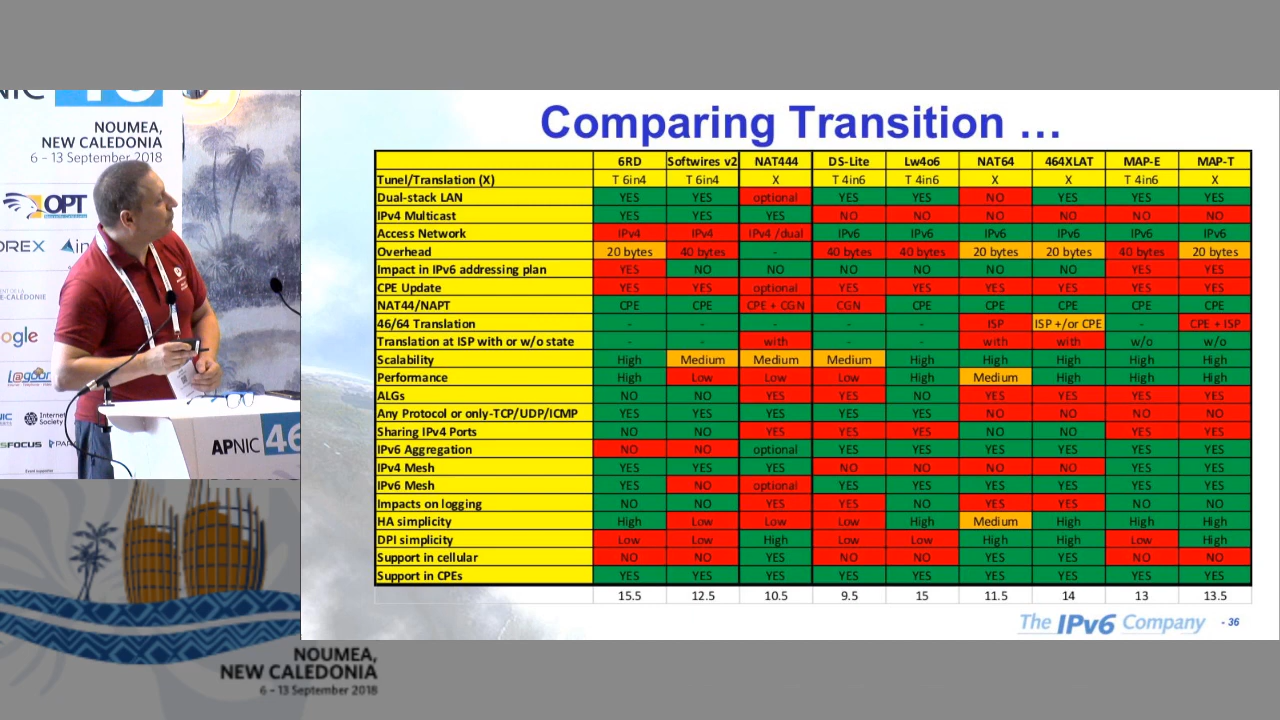 NOUMEA,
NEW CALEDONIA
6 – 13 September 2018
OPT
OREX
ogle
L@goon
Internet
Society
SFOCUS
Event supporters
APNIC 46
Comparing Transition …
6RD Softwires v2 NAT444 DS-Lite Lw4o6 NAT64 464XLAT MAP-E MAP-T
Tunel/Translation (X) T 6in4 T 6in4 X T 4in6 T 4in6 X X T 4in6 X
Dual-stack LAN YES YES optional YES YES NO YES YES YES
IPv4 Multicast YES YES YES NO NO NO NO NO NO
Access Network IPv4 IPv4 IPv4 /dual IPv6 IPv6 IPv6 IPv6 IPv6 IPv6
Overhead 20 bytes 40 bytes - 40 bytes 40 bytes 20 bytes 20 bytes 40 bytes 20 bytes
Impact in IPv6 addressing plan YES NO NO NO NO NO NO YES YES
CPE Update YES YES optional YES YES YES YES YES YES
NAT44/NAPT CPE CPE CPE + CGN CGN CPE CPE CPE CPE CPE
46/64 Translation - - - - - ISP ISP +/or CPE - CPE + ISP
Translation at ISP with or w/o state - - with - - with with w/o w/o
Scalability High Medium Medium Medium High High High High High
Performance High Low Low Low High Medium High High High
ALGs NO NO YES YES NO YES YES YES YES
Any Protocol or only-TCP/UDP/ICMP YES YES YES YES YES NO NO NO NO
Sharing IPv4 Ports NO NO YES YES YES NO NO YES YES
IPv6 Aggregation NO NO optional YES YES YES YES YES YES
IPv4 Mesh YES YES YES NO NO NO NO YES YES
IPv6 Mesh YES NO optional YES YES YES YES YES YES
Impacts on logging NO NO YES YES NO YES YES NO NO
HA simplicity High Low Low Low High Medium High High High
DPI simplicity Low Low High Low Low High High Low High
Support in cellular NO NO YES NO NO YES YES NO NO
Support in CPEs YES YES YES YES YES YES YES YES YES
15.5 12.5 10.5 9.5 15 11.5 14 13 13.5
The IPv6 Company - 36
NOUMEA,
NEW CALEDONIA
6 – 13 September 2018